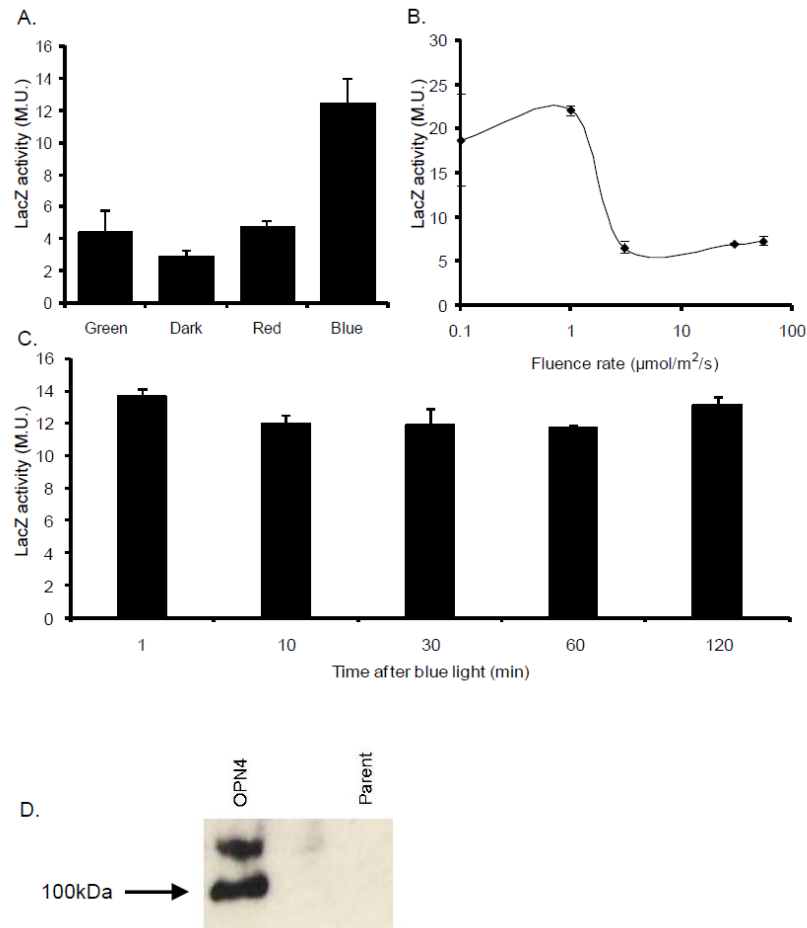 A.
LacZ activity (M.U.)
16
14
12
10
8
6
4
2
0
Green Dark Red Blue
B.
LacZ activity (M.U.)
30
25
20
15
10
5
0
0.1 1 10 100
Fluence rate (µmol/m²/s)
C.
LacZ activity (M.U.)
16
14
12
10
8
6
4
2
0
1 10 30 60 120
Time after blue light (min)
D.
OPN4 Parent
100kDa